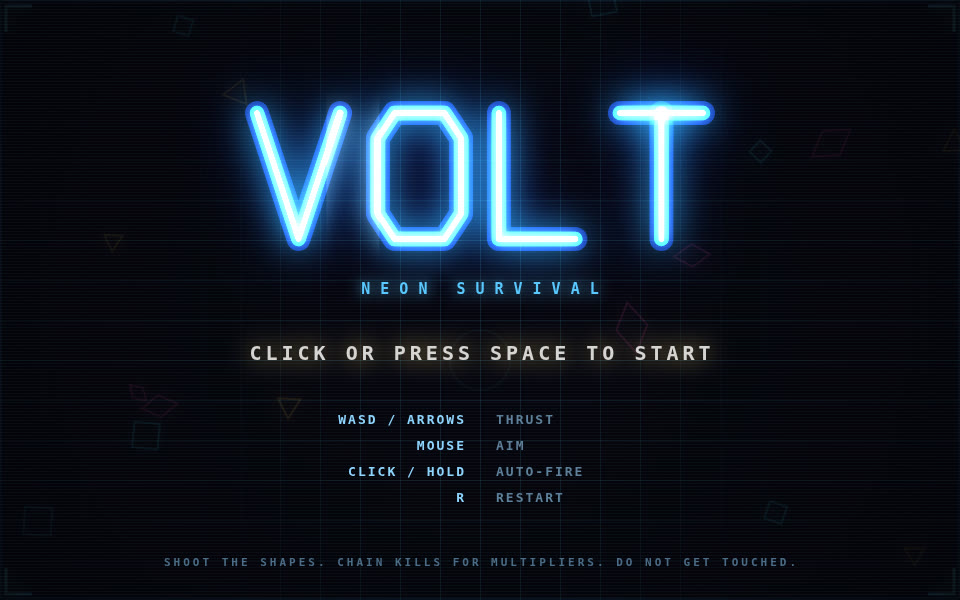 VOLT
NEON SURVIVAL
CLICK OR PRESS SPACE TO START
WASD / ARROWS THRUST
MOUSE AIM
CLICK / HOLD AUTO-FIRE
R RESTART
SHOOT THE SHAPES. CHAIN KILLS FOR MULTIPLIERS. DO NOT GET TOUCHED.